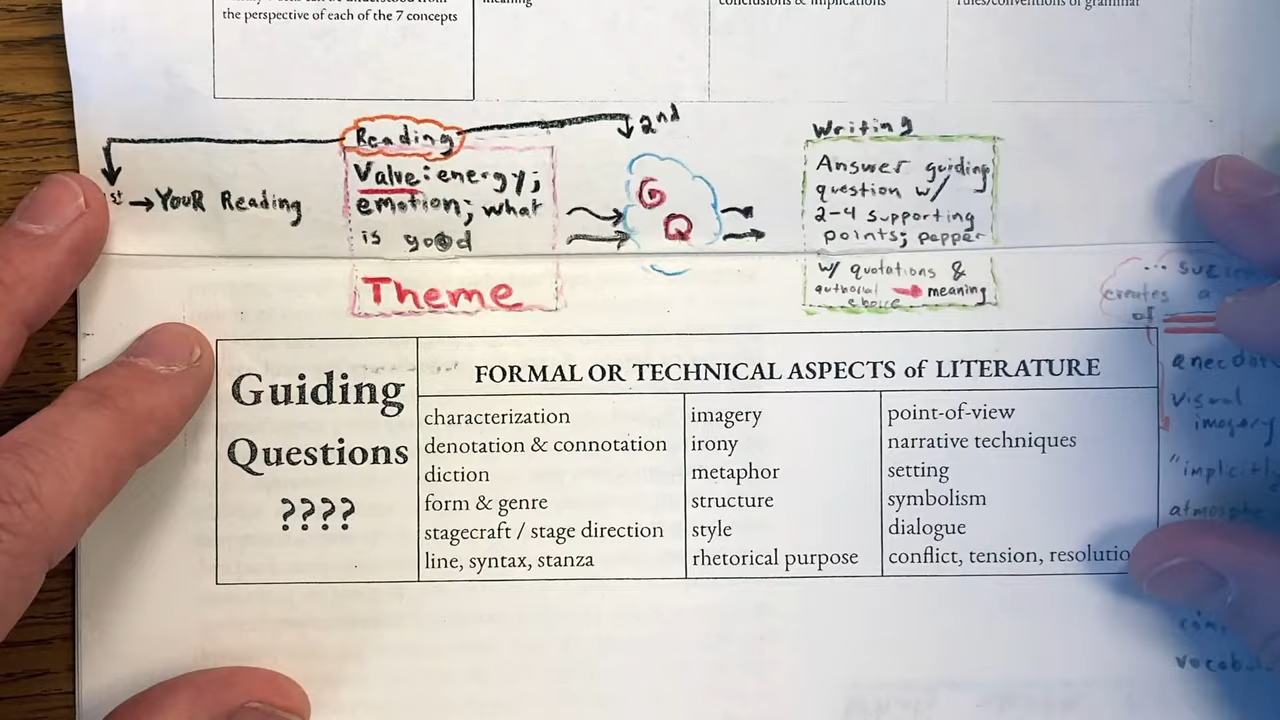 the perspective of each of the 7 concepts
meaning
conclusions & implications
rules/conventions of grammar
Reading
2nd
Writing
1st → YouR Reading
Value: energy;
emotion; what
is good
Theme
G
Q
Answer guiding
question w/
2-4 supporting
points; pepper
w/ quotations &
authorial → meaning
choice
creates a
of
Guiding
Questions
????
FORMAL OR TECHNICAL ASPECTS of LITERATURE
characterization
denotation & connotation
diction
form & genre
stagecraft / stage direction
line, syntax, stanza
imagery
irony
metaphor
structure
style
rhetorical purpose
point-of-view
narrative techniques
setting
symbolism
dialogue
conflict, tension, resolutio
visual
imagery